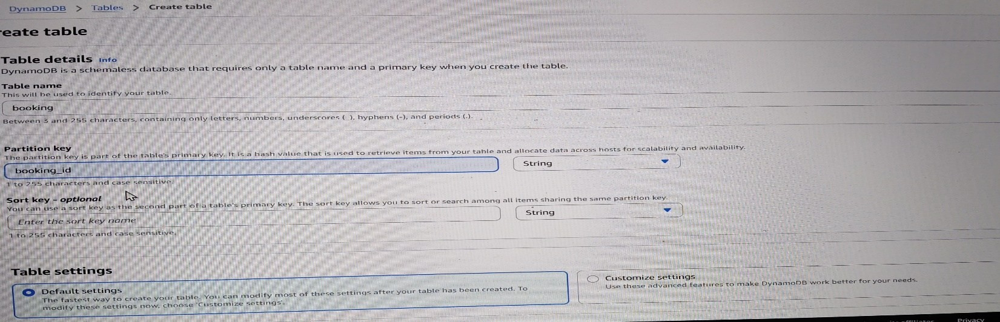 DynamoDB > Tables > Create table
reate table
Table details Info
DynamoDB is a schemaless database that requires only a table name and a primary key when you create the table.
Table name
This will be used to identify your table.
booking
Between 3 and 255 characters, containing only letters, numbers, underscores (_), hyphens (-), and periods (.).
Partition key
The partition key is part of the table's primary key. It is a hash value that is used to retrieve items from your table and allocate data across hosts for scalability and availability.
booking_id String
1 to 255 characters and case sensitive.
Sort key - optional
You can use a sort key as the second part of a table's primary key. The sort key allows you to sort or search among all items sharing the same partition key.
Enter the sort key name String
1 to 255 characters and case sensitive.
Table settings
Default settings
The fastest way to create your table. You can modify most of these settings after your table has been created. To
modify these settings now, choose 'Customize settings'.
Customize settings
Use these advanced features to make DynamoDB work better for your needs.
Privacy